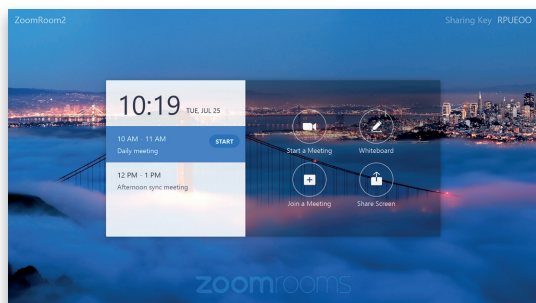 ZoomRoom2
Sharing Key RPUEOO
10:19 TUE, JUL 25
10 AM - 11 AM
Daily meeting
START
12 PM - 1 PM
Afternoon sync meeting
Start a Meeting
Whiteboard
Join a Meeting
Share Screen
zoomrooms